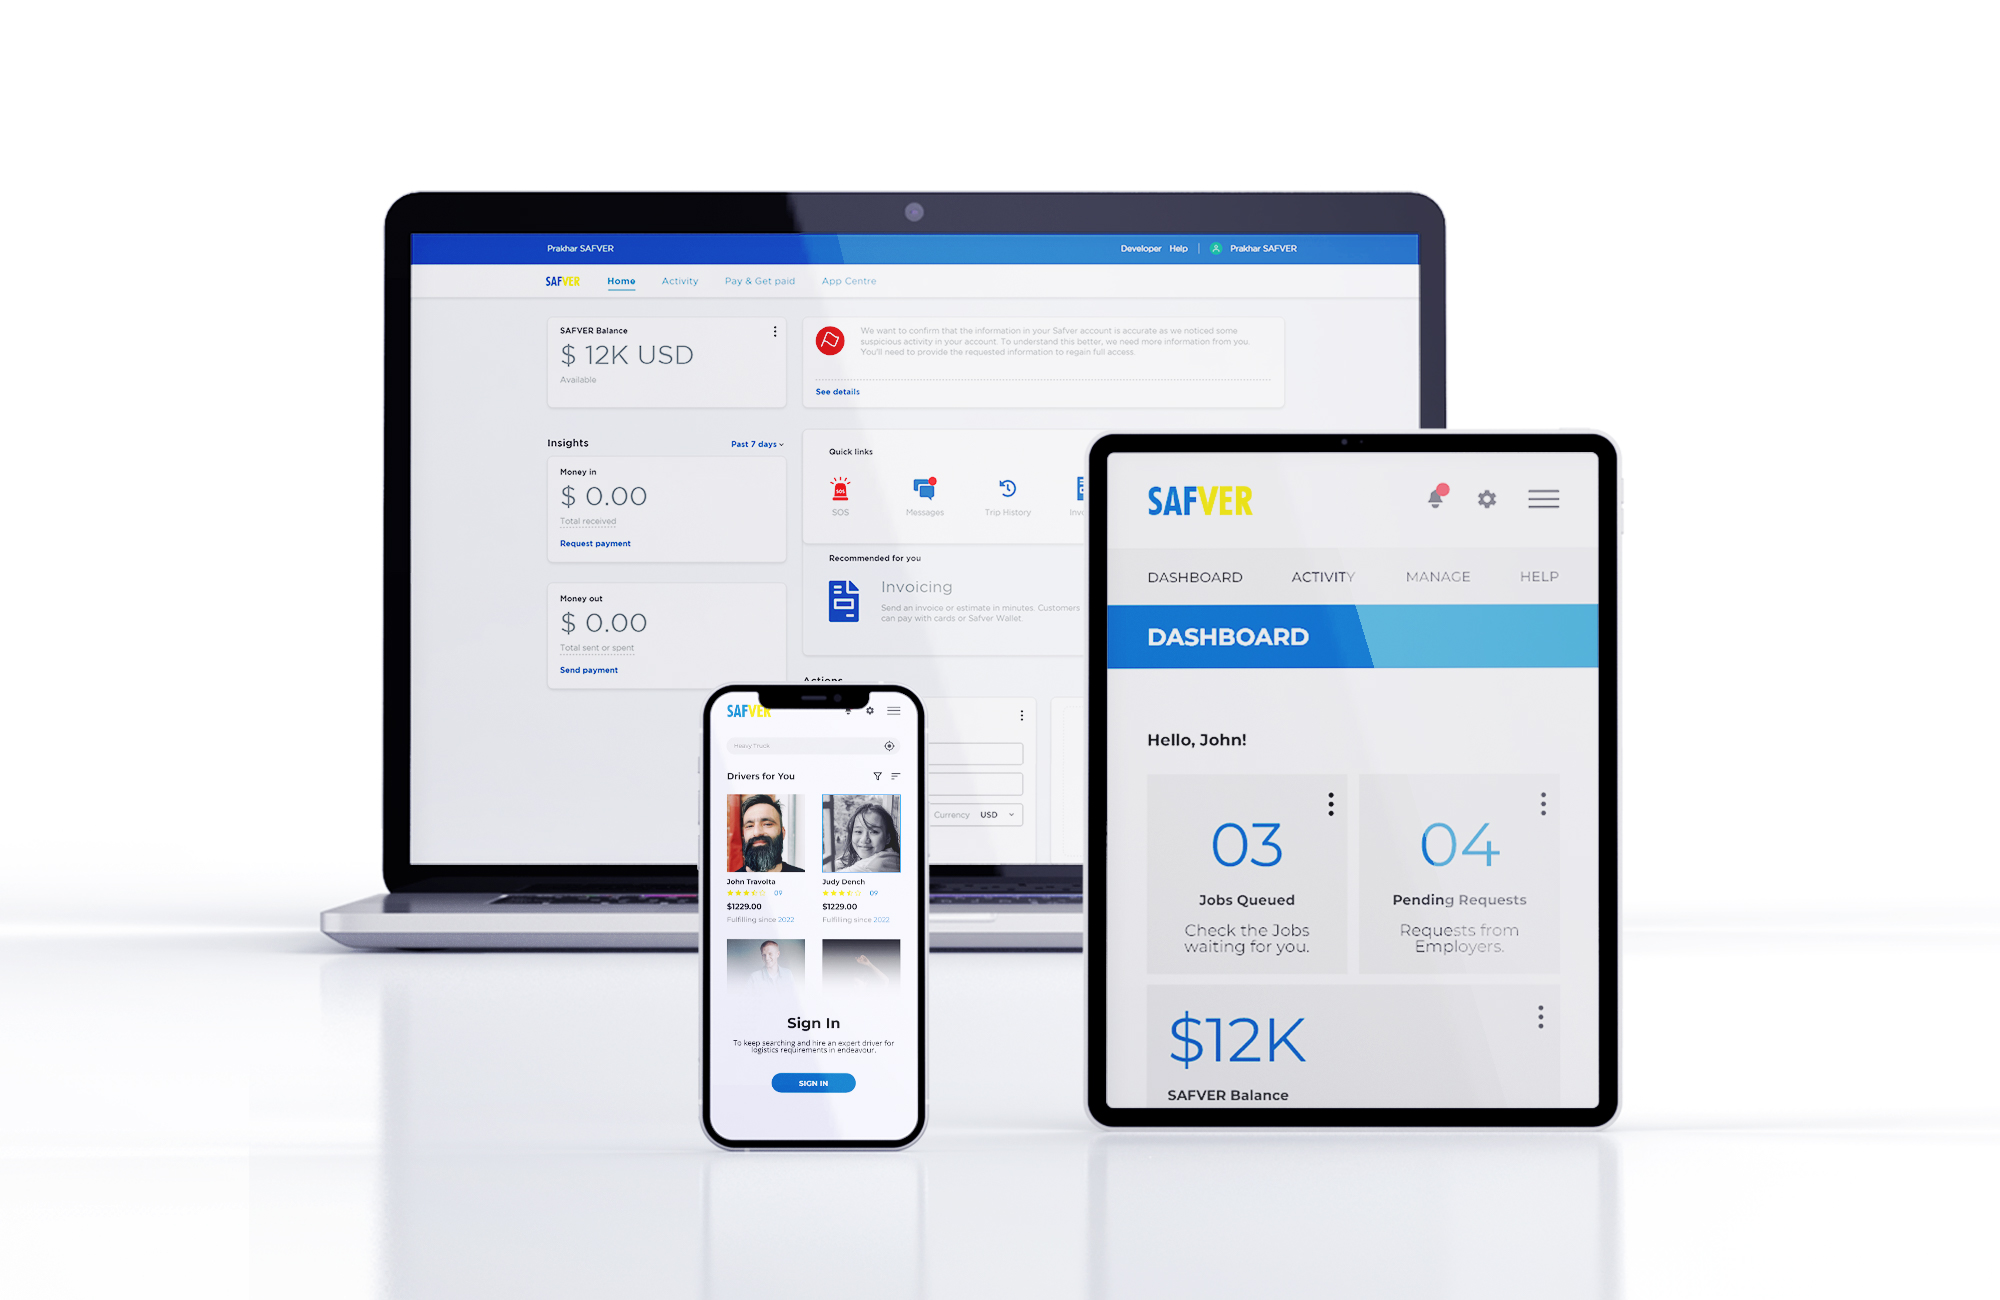 Prakhar SAFVER
Developer Help Prakhar SAFVER
SAFVER Home Activity Pay & Get paid App Centre
SAFVER Balance
$ 12K USD
Available
We want to confirm that the information in your Safver account is accurate as we noticed some
suspicious activity in your account. To understand this better, we need more information from you.
You'll need to provide the requested information to regain full access.
See details
Insights
Past 7 days
Money in
$ 0.00
Total received
Request payment
Money out
$ 0.00
Total sent or spent
Send payment
Quick links
SOS
SOS
Messages
Trip History
Recommended for you
Invoicing
Send an invoice or estimate in minutes. Customers
can pay with cards or Safver Wallet.
Actions
Currency USD
SAFVER
Heavy Truck
Drivers for You
John Travolta
09
$1229.00
Fulfilling since 2022
Judy Dench
09
$1229.00
Fulfilling since 2022
Sign In
To keep searching and hire an expert driver for
logistics requirements in endeavour.
SIGN IN
SAFVER
DASHBOARD ACTIVITY MANAGE HELP
DASHBOARD
Hello, John!
03
Jobs Queued
Check the Jobs
waiting for you.
04
Pending Requests
Requests from
Employers.
$12K
SAFVER Balance